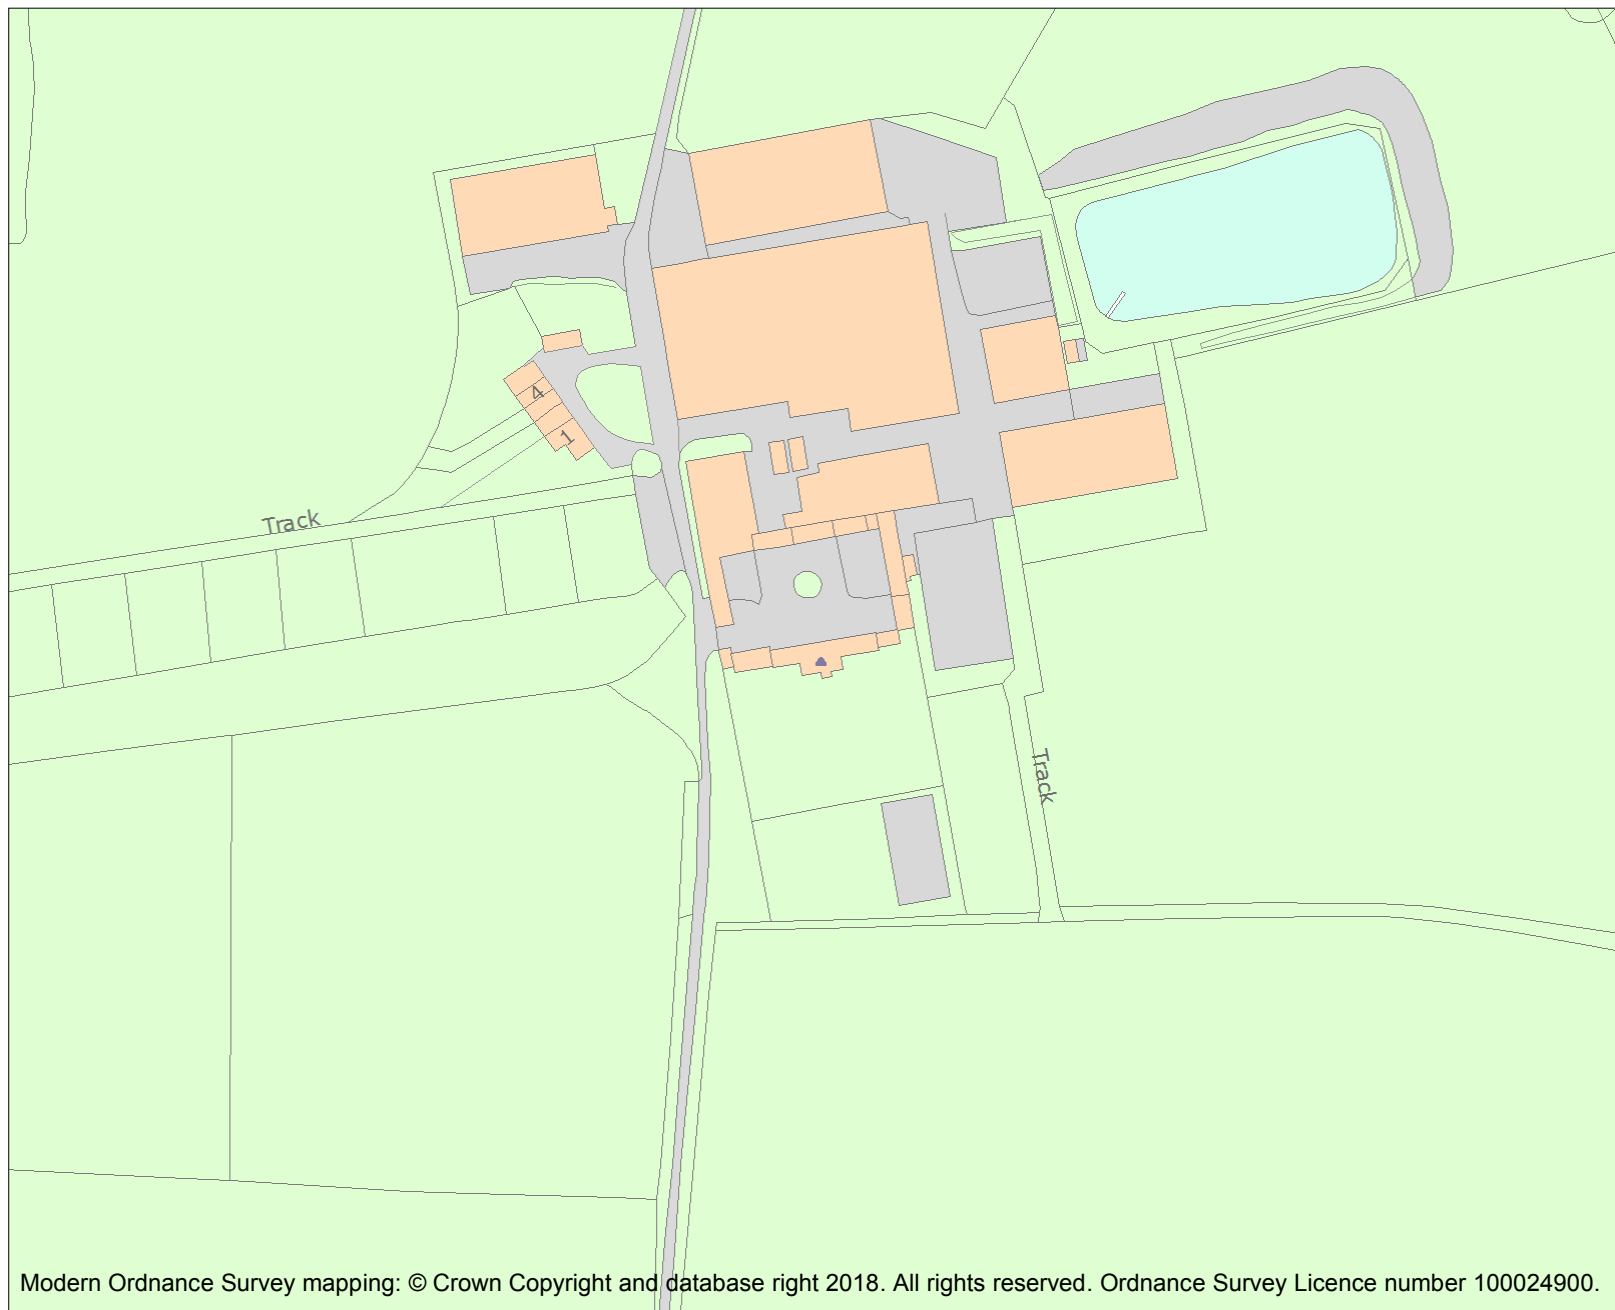 4
1
Track
Track
Modern Ordnance Survey mapping: © Crown Copyright and database right 2018. All rights reserved. Ordnance Survey Licence number 100024900.